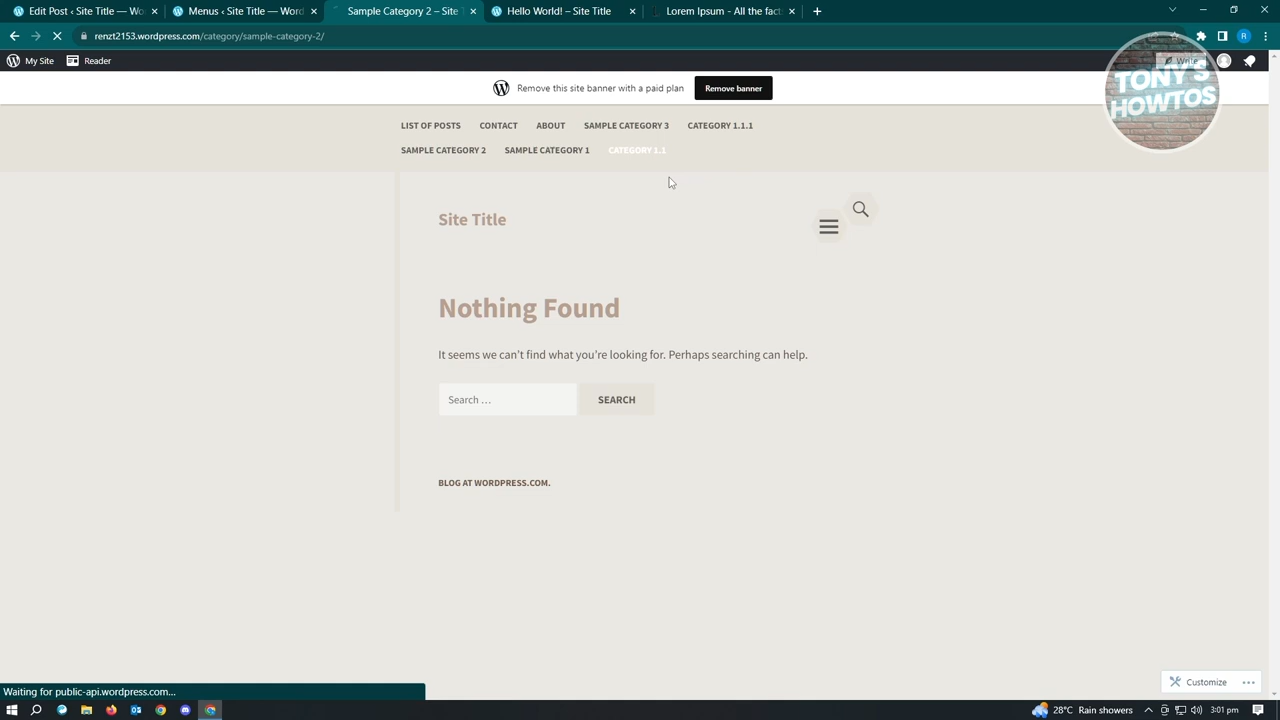 Edit Post ‹ Site Title — Wo
Menus ‹ Site Title — Word
Sample Category 2 – Site T
Hello World! – Site Title
Lorem Ipsum - All the facts
renzt2153.wordpress.com/category/sample-category-2/
My Site
Reader
Write
Remove this site banner with a paid plan
Remove banner
TONY'S
HOWTOS
LIST OF POSTS CONTACT ABOUT SAMPLE CATEGORY 3 CATEGORY 1.1.1
SAMPLE CATEGORY 2 SAMPLE CATEGORY 1 CATEGORY 1.1
Site Title
Nothing Found
It seems we can’t find what you’re looking for. Perhaps searching can help.
Search …
SEARCH
BLOG AT WORDPRESS.COM.
Customize
Waiting for public-api.wordpress.com...
28°C Rain showers
3:01 pm